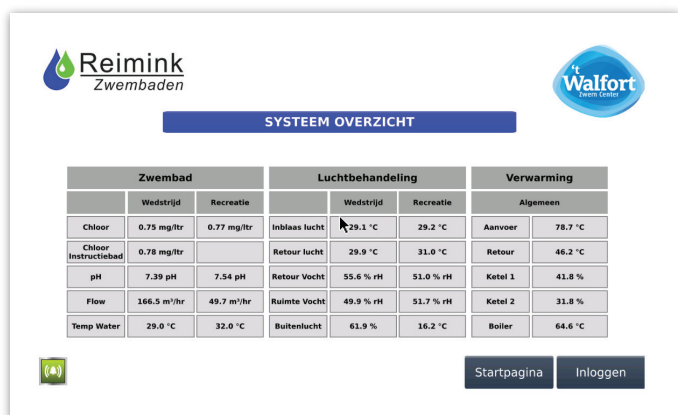 Reimink
Zwembaden
't
Walfort
Zwem Center
SYSTEEM OVERZICHT
Zwembad Luchtbehandeling Verwarming
Wedstrijd Recreatie Wedstrijd Recreatie Algemeen
Chloor 0.75 mg/ltr 0.77 mg/ltr Inblaas lucht 29.1 °C 29.2 °C Aanvoer 78.7 °C
Chloor
Instructiebad 0.78 mg/ltr Retour lucht 29.9 °C 31.0 °C Retour 46.2 °C
pH 7.39 pH 7.54 pH Retour Vocht 55.6 % rH 51.0 % rH Ketel 1 41.8 %
Flow 166.5 m³/hr 49.7 m³/hr Ruimte Vocht 49.9 % rH 51.7 % rH Ketel 2 31.8 %
Temp Water 29.0 °C 32.0 °C Buitenlucht 61.9 % 16.2 °C Boiler 64.6 °C
Startpagina Inloggen